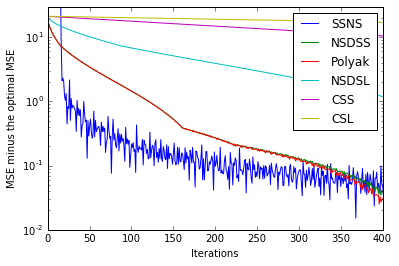 SSNS
NSDSS
Polyak
NSDSL
CSS
CSL
MSE minus the optimal MSE
10^1
10^0
10^-1
10^-2
0 50 100 150 200 250 300 350 400
Iterations